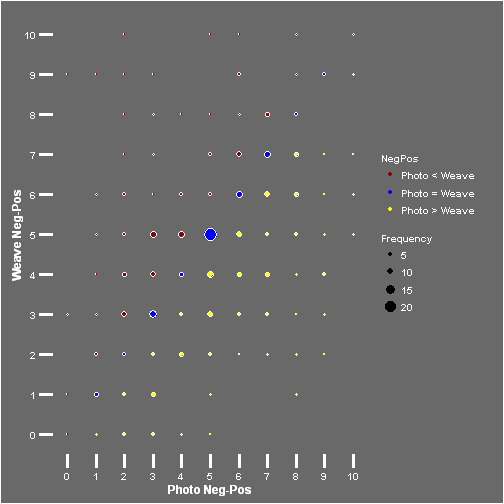 10
9
8
7
6
5
4
3
2
1
0
Weave Neg-Pos
NegPos
Photo < Weave
Photo = Weave
Photo > Weave
Frequency
5
10
15
20
0 1 2 3 4 5 6 7 8 9 10
Photo Neg-Pos